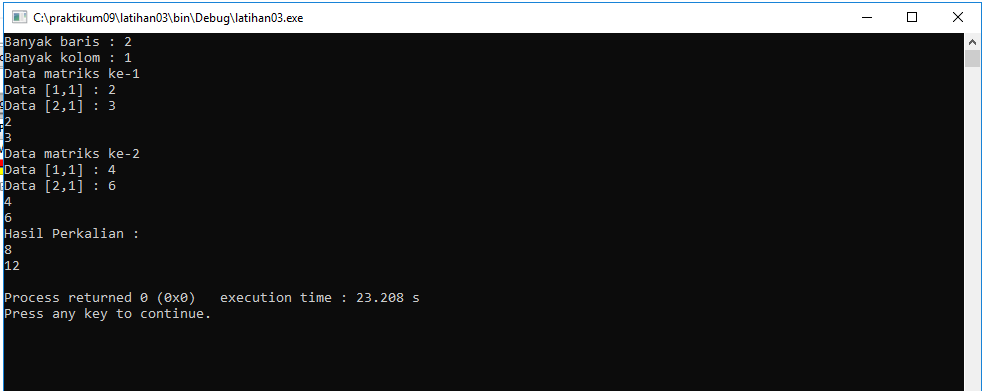 C:\praktikum09\latihan03\bin\Debug\latihan03.exe
Banyak baris : 2
Banyak kolom : 1
Data matriks ke-1
Data [1,1] : 2
Data [2,1] : 3
2
3
Data matriks ke-2
Data [1,1] : 4
Data [2,1] : 6
4
6
Hasil Perkalian :
8
12
Process returned 0 (0x0)   execution time : 23.208 s
Press any key to continue.